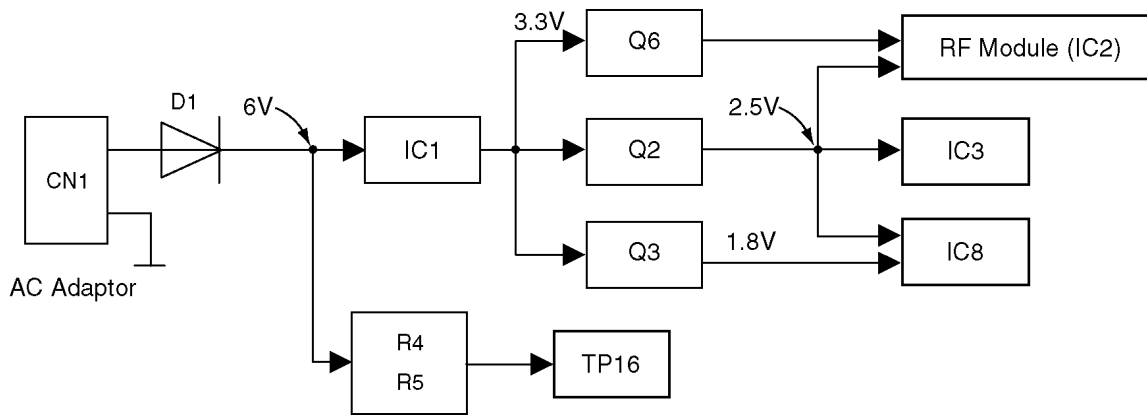 3.3V
Q6
RF Module (IC2)
D1
6V
2.5V
CN1
IC1
Q2
IC3
Q3
1.8V
IC8
AC Adaptor
R4
R5
TP16